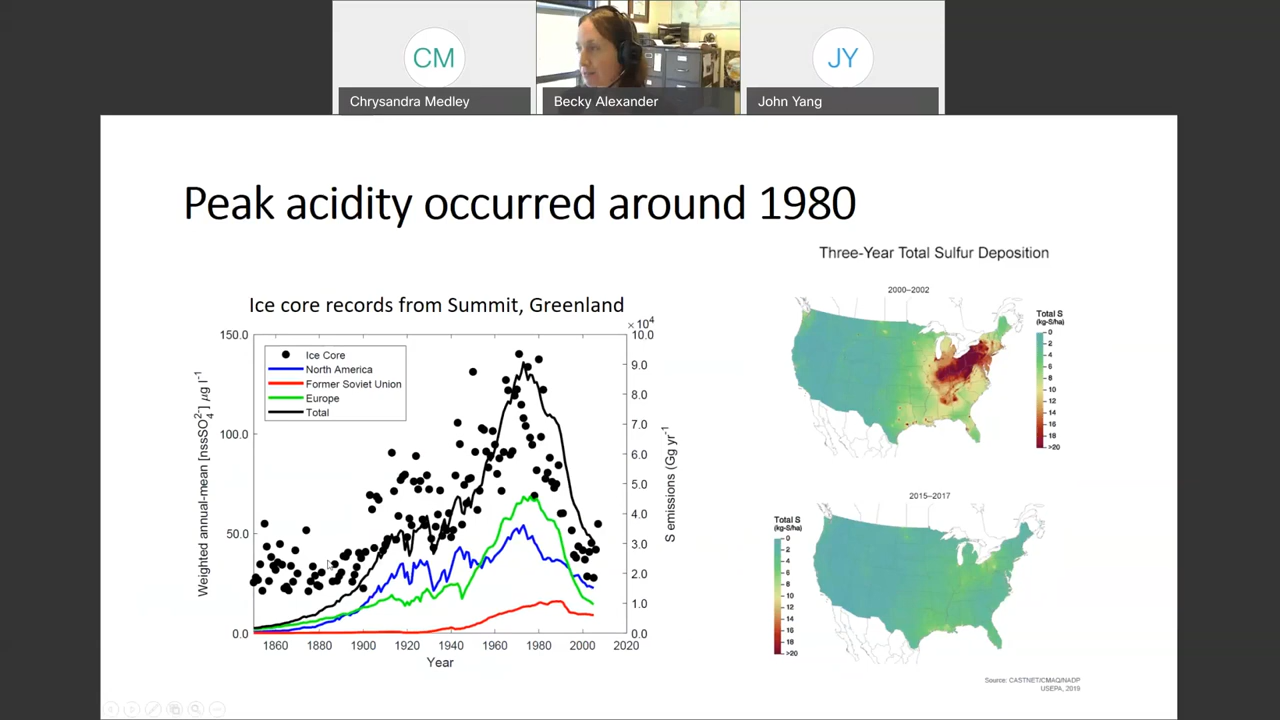 CM
JY
Chrysandra Medley
Becky Alexander
John Yang
Peak acidity occurred around 1980
Ice core records from Summit, Greenland
150.0
100.0
50.0
0.0
Weighted annual-mean [nssSO₄²⁻] μg l⁻¹
Ice Core
North America
Former Soviet Union
Europe
Total
×10⁴
10.0
9.0
8.0
7.0
6.0
5.0
4.0
3.0
2.0
1.0
0.0
S emissions (Gg yr⁻¹
1860 1880 1900 1920 1940 1960 1980 2000 2020
Year
Three-Year Total Sulfur Deposition
2000–2002
Total S
(kg-S/ha)
0
2
4
6
8
10
12
14
16
18
>20
2015–2017
Total S
(kg-S/ha)
0
2
4
6
8
10
12
14
16
18
>20
Source: CASTNET/CMAQ/NADP
USEPA, 2019